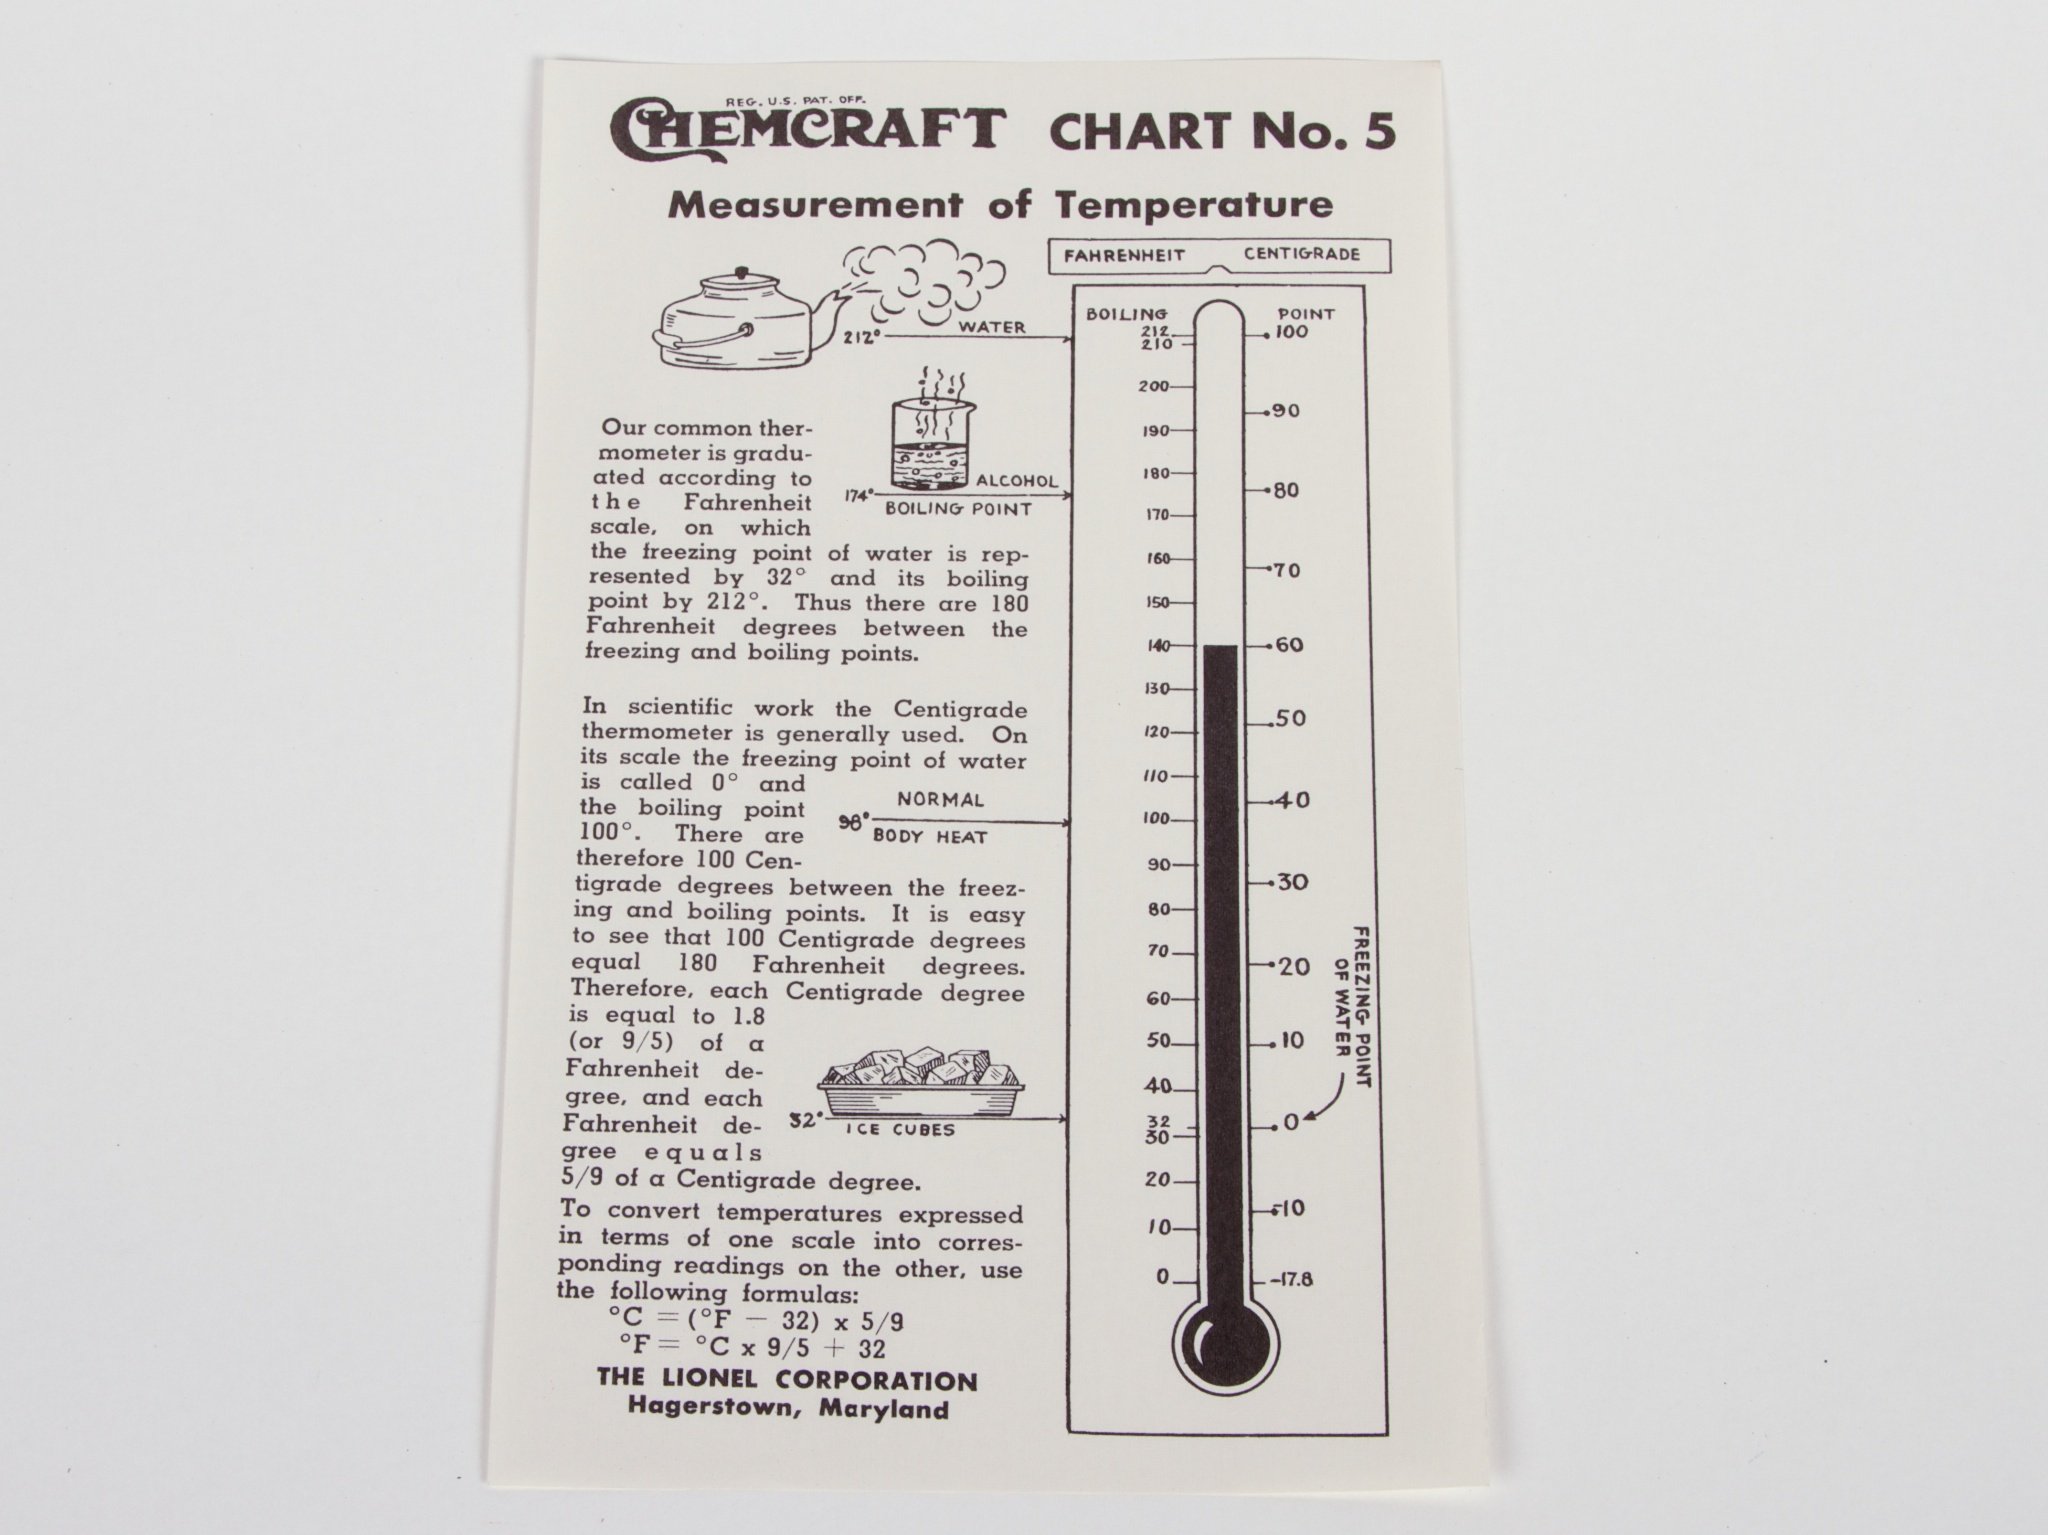 REG. U.S. PAT. OFF.
CHEMCRAFT CHART No. 5
Measurement of Temperature
FAHRENHEIT CENTIGRADE
212° WATER
174° ALCOHOL
BOILING POINT
Our common ther-
mometer is gradu-
ated according to
the Fahrenheit
scale, on which
the freezing point of water is rep-
resented by 32° and its boiling
point by 212°. Thus there are 180
Fahrenheit degrees between the
freezing and boiling points.
In scientific work the Centigrade
thermometer is generally used. On
its scale the freezing point of water
is called 0° and
the boiling point
100°. There are
therefore 100 Cen-
tigrade degrees between the freez-
ing and boiling points. It is easy
to see that 100 Centigrade degrees
equal 180 Fahrenheit degrees.
Therefore, each Centigrade degree
is equal to 1.8
(or 9/5) of a
Fahrenheit de-
gree, and each
Fahrenheit de-
gree equals
5/9 of a Centigrade degree.
NORMAL
98° BODY HEAT
32° ICE CUBES
To convert temperatures expressed
in terms of one scale into corres-
ponding readings on the other, use
the following formulas:
°C = (°F − 32) x 5/9
°F = °C x 9/5 + 32
THE LIONEL CORPORATION
Hagerstown, Maryland
BOILING POINT
212 100
210
200
90
190
180
80
170
160
70
150
140 60
130
50
120
110
40
100
90
30
80
70
20
60
50 10
40
32 0
30
20
-10
10
0 -17.8
FREEZING POINT
OF WATER